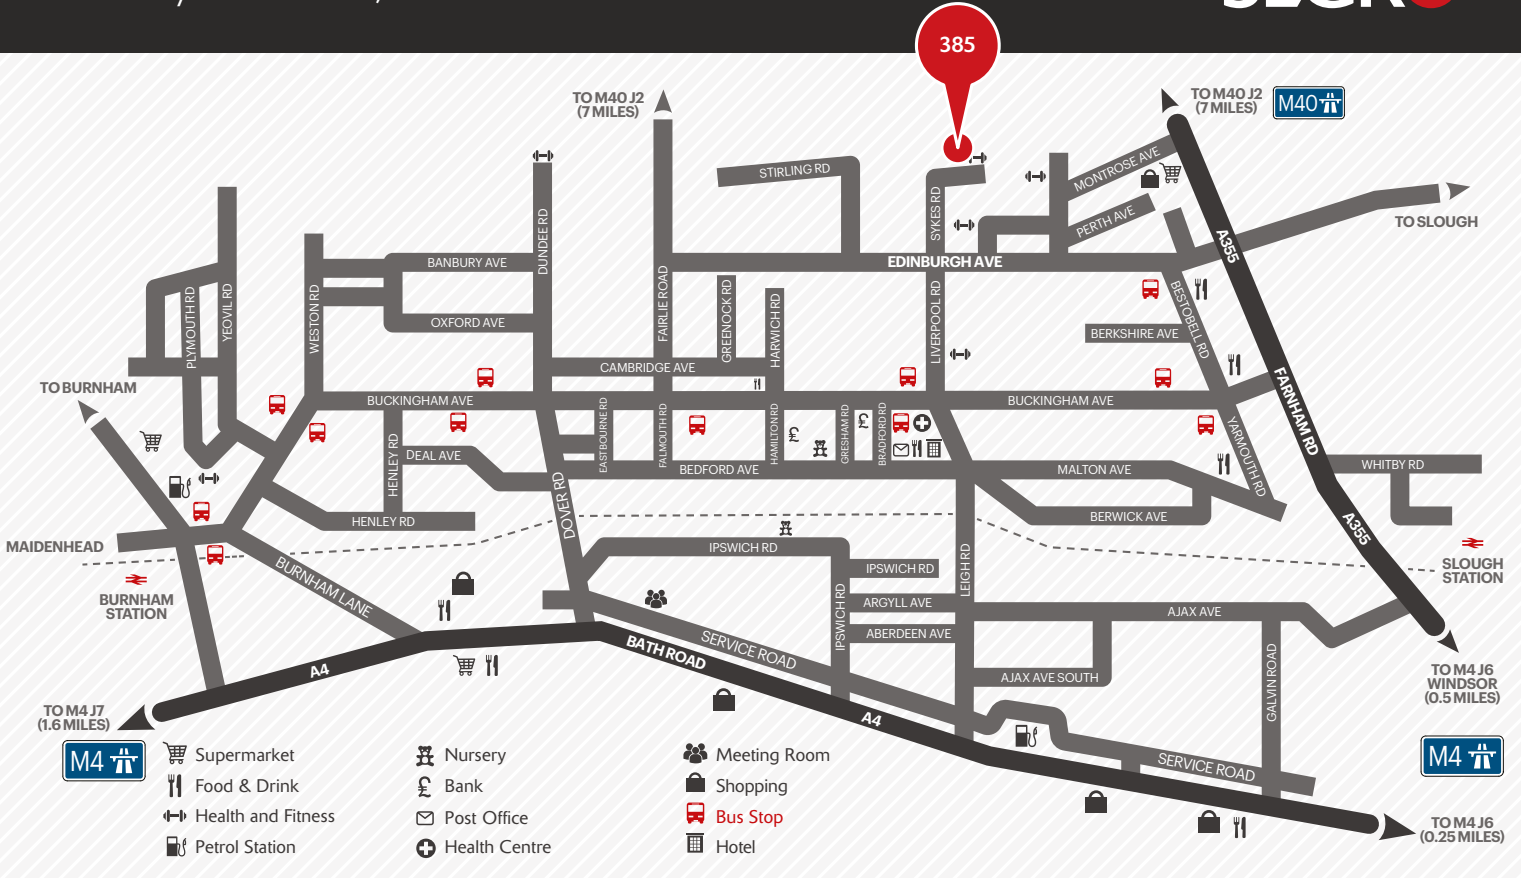 385
TO M40 J2
(7 MILES)
TO M40 J2
(7 MILES)
M40
STIRLING RD
MONTROSE AVE
PERTH AVE
SYKES RD
DUNDEE RD
TO SLOUGH
A355
BANBURY AVE
EDINBURGH AVE
PLYMOUTH RD
YEOVIL RD
WESTON RD
FAIRLIE ROAD
GREENOCK RD
HARWICH RD
LIVERPOOL RD
BESTOBELL RD
OXFORD AVE
BERKSHIRE AVE
CAMBRIDGE AVE
TO BURNHAM
BUCKINGHAM AVE
BUCKINGHAM AVE
FARNHAM RD
HENLEY RD
EASTBOURNE RD
FALMOUTH RD
HAMILTON RD
GRESHAM RD
BRADFORD RD
YARMOUTH RD
DEAL AVE
BEDFORD AVE
MALTON AVE
WHITBY RD
DOVER RD
HENLEY RD
BERWICK AVE
A355
MAIDENHEAD
IPSWICH RD
IPSWICH RD
LEIGH RD
SLOUGH
STATION
BURNHAM
STATION
BURNHAM LANE
IPSWICH RD
ARGYLL AVE
AJAX AVE
ABERDEEN AVE
SERVICE ROAD
BATH ROAD
A4
AJAX AVE SOUTH
GALVIN ROAD
TO M4 J6
WINDSOR
(0.5 MILES)
TO M4 J7
(1.6 MILES)
A4
M4
M4
SERVICE ROAD
Supermarket
Food & Drink
Health and Fitness
Petrol Station
Nursery
Bank
Post Office
Health Centre
Meeting Room
Shopping
Bus Stop
Hotel
TO M4 J6
(0.25 MILES)